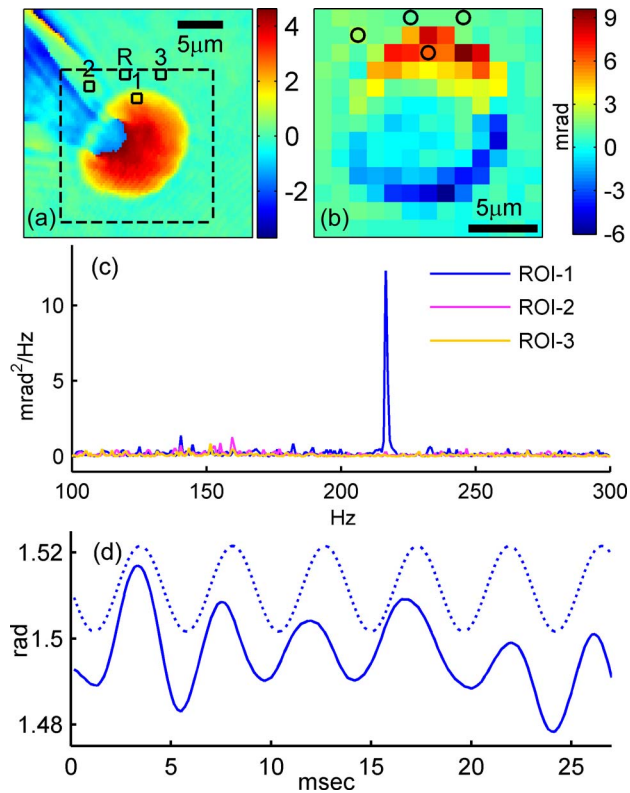 5μm
2 R 3
1
(a)
4
2
0
-2
(b)
5μm
mrad
9
6
3
0
-3
-6
(c)
ROI-1
ROI-2
ROI-3
mrad²/Hz
10
5
0
100 150 200 250 300
Hz
(d)
rad
1.52
1.5
1.48
0 5 10 15 20 25
msec